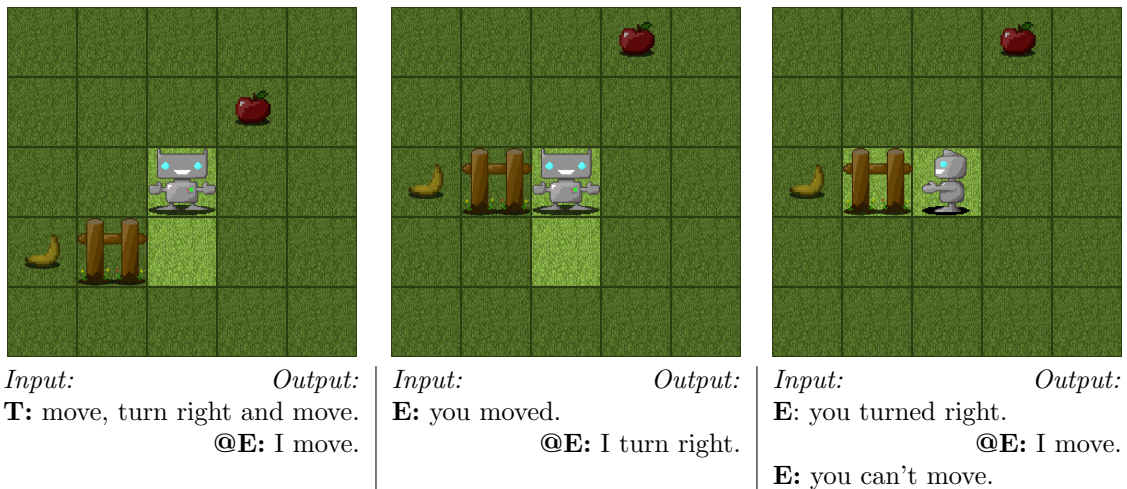 Input: Output:
T: move, turn right and move.
@E: I move.
Input: Output:
E: you moved.
@E: I turn right.
Input: Output:
E: you turned right.
@E: I move.
E: you can't move.